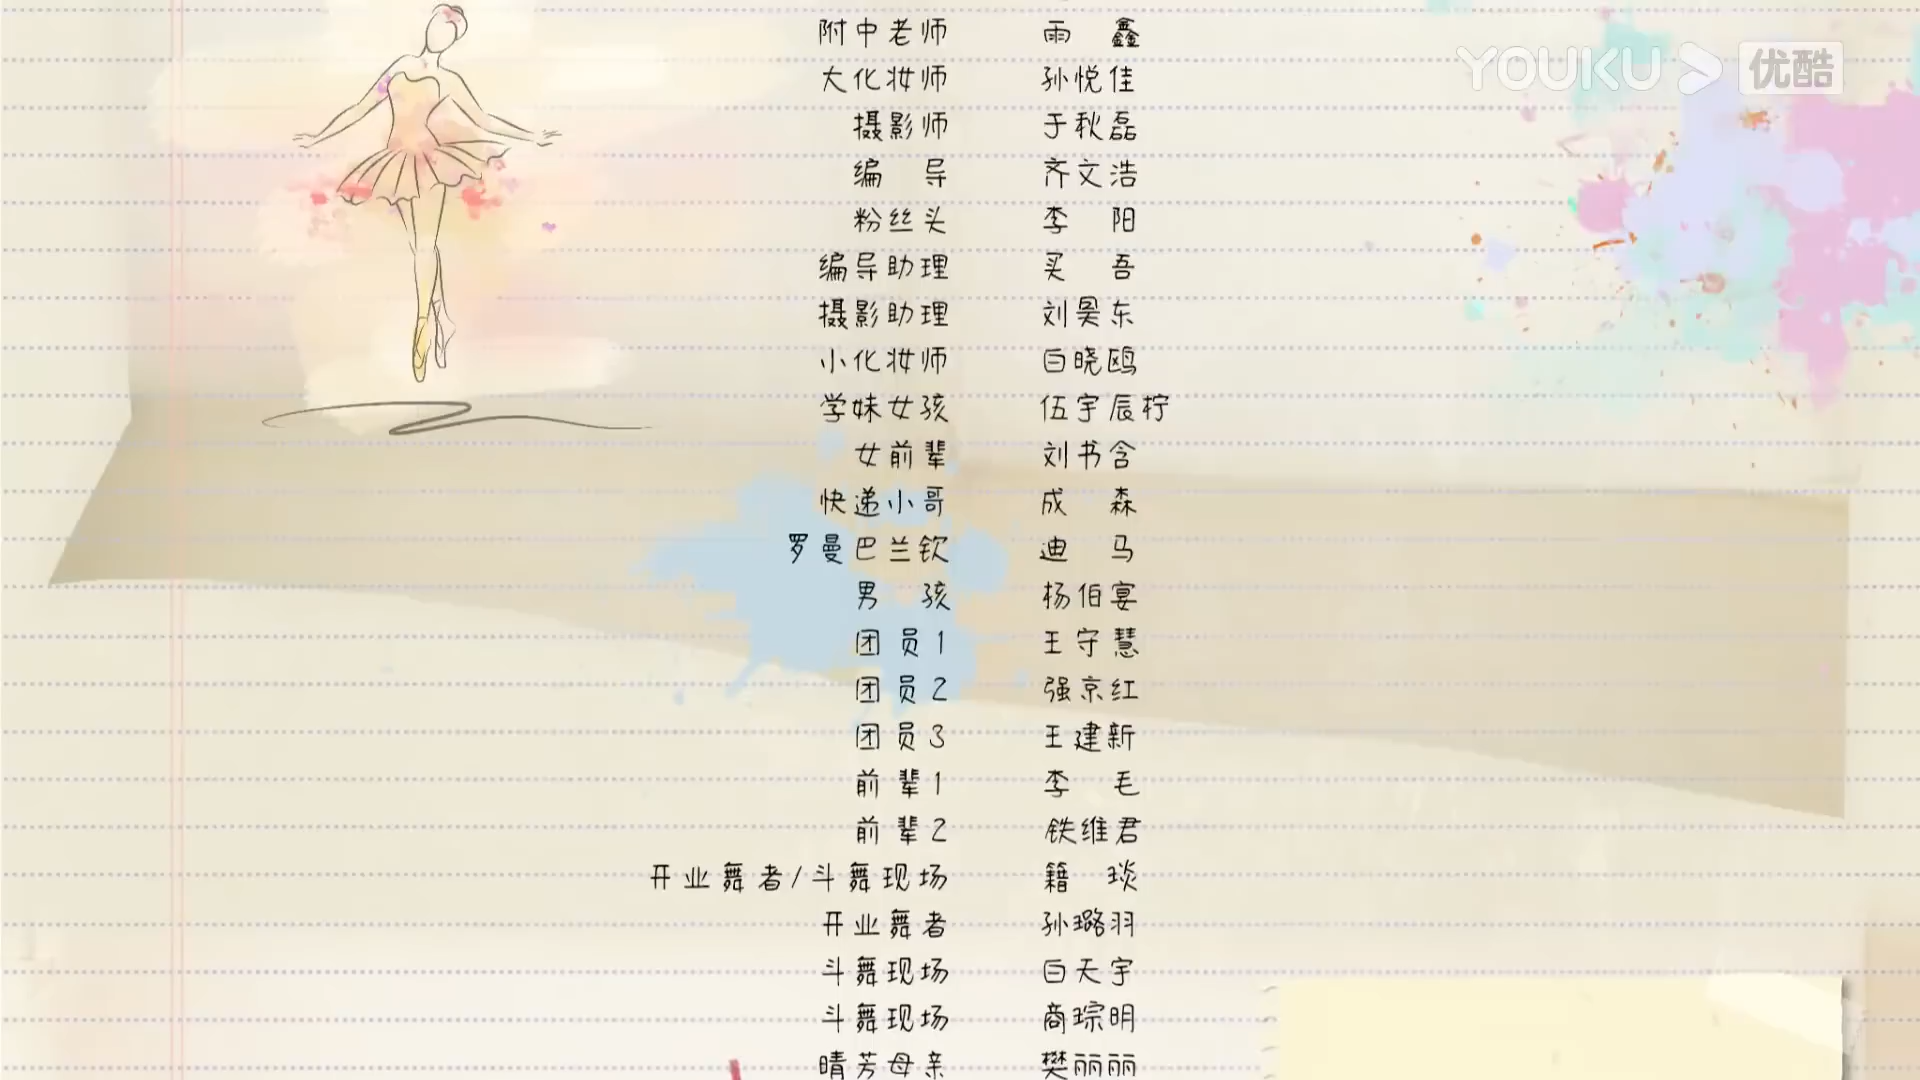 YOUKU 优酷
附中老师 雨鑫
大化妆师 孙悦佳
摄影师 于秋磊
编导 齐文浩
粉丝头 李阳
编导助理 买吾
摄影助理 刘昊东
小化妆师 白晓鸥
学妹女孩 伍宇辰柠
女前辈 刘书含
快递小哥 成森
罗曼巴兰钦 迪马
男孩 杨伯宴
团员1 王守慧
团员2 强京红
团员3 王建新
前辈1 李毛
前辈2 铁维君
开业舞者/斗舞现场 籍琰
开业舞者 孙璐羽
斗舞现场 白天宇
斗舞现场 商琮明
晴芳母亲 樊丽丽